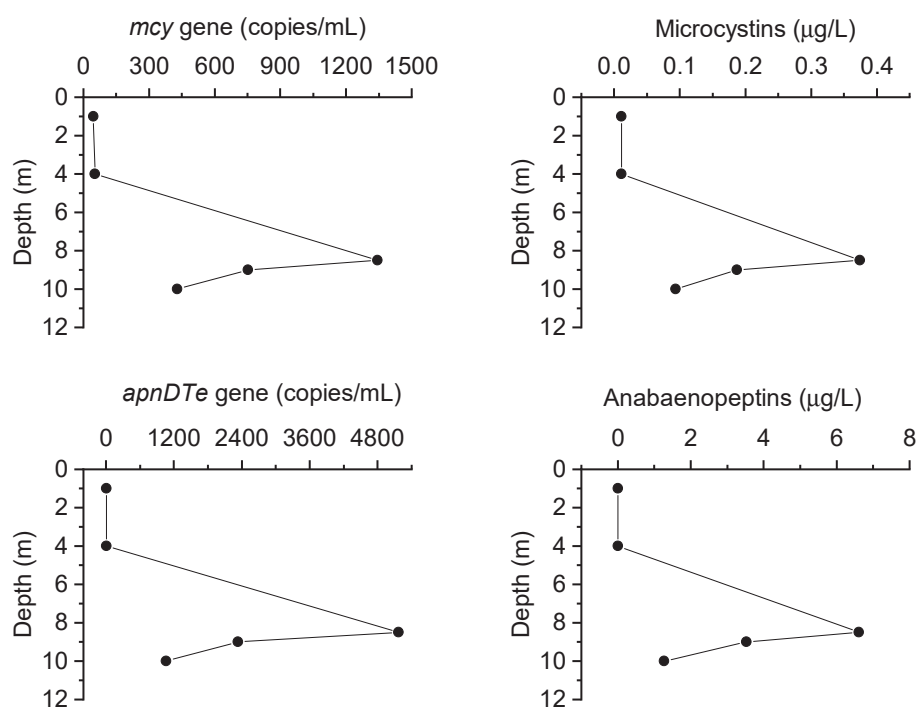 mcy gene (copies/mL)
0 300 600 900 1200 1500
0
2
4
6
8
10
12
Depth (m)
Microcystins (μg/L)
0.0 0.1 0.2 0.3 0.4
0
2
4
6
8
10
12
Depth (m)
apnDTe gene (copies/mL)
0 1200 2400 3600 4800
0
2
4
6
8
10
12
Depth (m)
Anabaenopeptins (μg/L)
0 2 4 6 8
0
2
4
6
8
10
12
Depth (m)